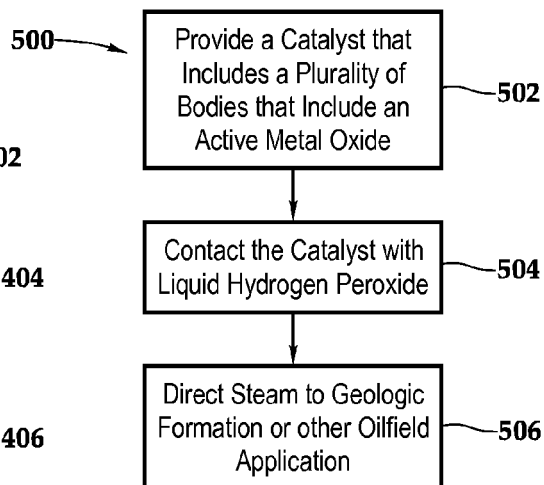 500
Provide a Catalyst that
Includes a Plurality of
Bodies that Include an
Active Metal Oxide
502
02
Contact the Catalyst with
Liquid Hydrogen Peroxide
404
504
Direct Steam to Geologic
Formation or other Oilfield
Application
406
506